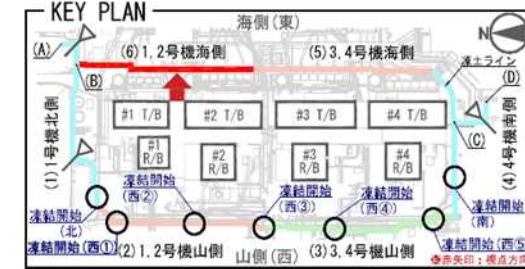 KEY PLAN
海側(東)
N
(A)
(6)1.2号機海側
(5)3.4号機海側
凍土ライン
(B)
(D)
#1 T/B
#2 T/B
#3 T/B
#4 T/B
(C)
(1)1号機北側
#1
R/B
#2
R/B
#3
R/B
#4
R/B
(4)4号機南側
凍結開始
(北)
凍結開始
(西②)
凍結開始
(西③)
凍結開始
(西④)
凍結開始
(南)
凍結開始(西①)
(2)1.2号機山側
山側(西)
(3)3.4号機山側
凍結開始(西⑤
◆赤矢印:視点方向